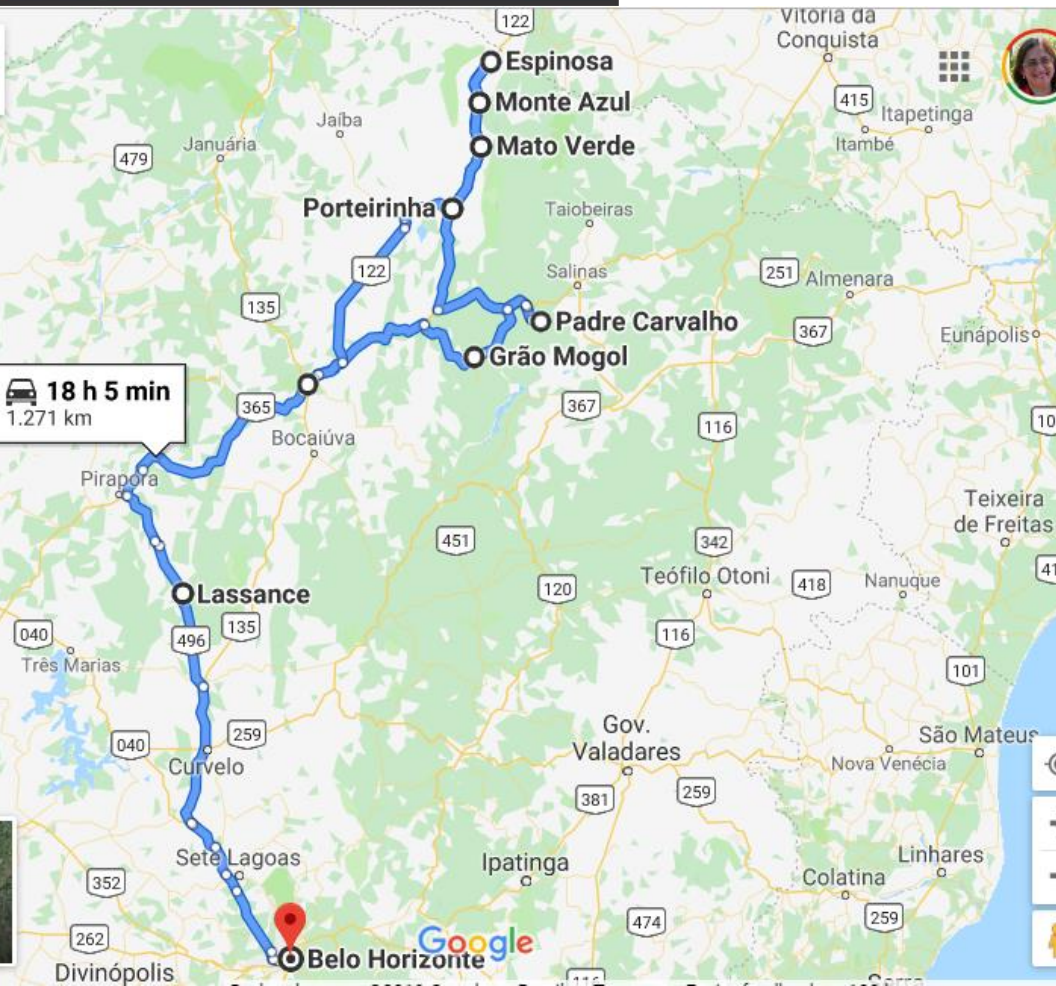 122
Vitória da
Conquista
Espinosa
415
Monte Azul
Itapetinga
Jaíba
Januária
Itambé
479
Mato Verde
Porteirinha
Taiobeiras
122
Salinas
251
Almenara
135
Padre Carvalho
367
Eunápolis
Grão Mogol
18 h 5 min
1.271 km
365
367
116
10
Bocaiúva
Pirapora
Teixeira
de Freitas
451
342
41
Teófilo Otoni
418
Nanuque
120
Lassance
135
116
040
496
Três Marias
101
Gov.
Valadares
259
040
São Mateus
Curvelo
Nova Venécia
381
259
Sete Lagoas
Ipatinga
Linhares
352
Colatina
474
259
262
Google
Belo Horizonte
Divinópolis
116
Serra